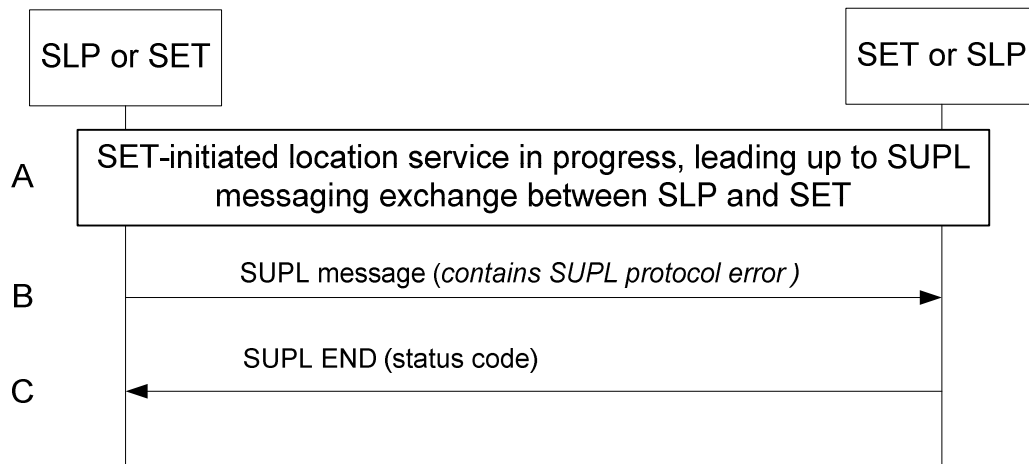 SLP or SET
SET or SLP
A
SET-initiated location service in progress, leading up to SUPL
messaging exchange between SLP and SET
SUPL message (contains SUPL protocol error )
B
SUPL END (status code)
C